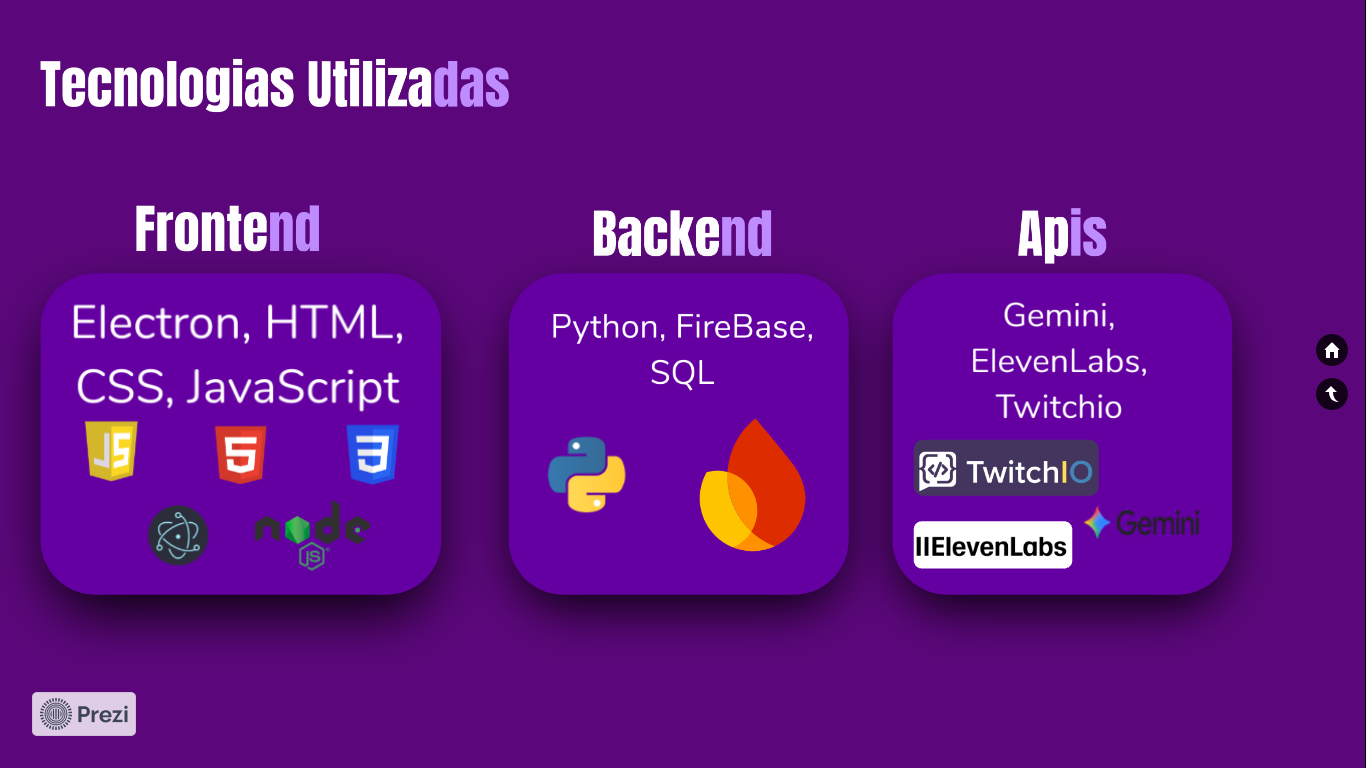 Tecnologias Utilizadas
Frontend
Electron, HTML,
CSS, JavaScript
JS
5
3
node
JS
Backend
Python, FireBase,
SQL
Apis
Gemini,
ElevenLabs,
Twitchio
TwitchIO
Gemini
IIElevenLabs
Prezi